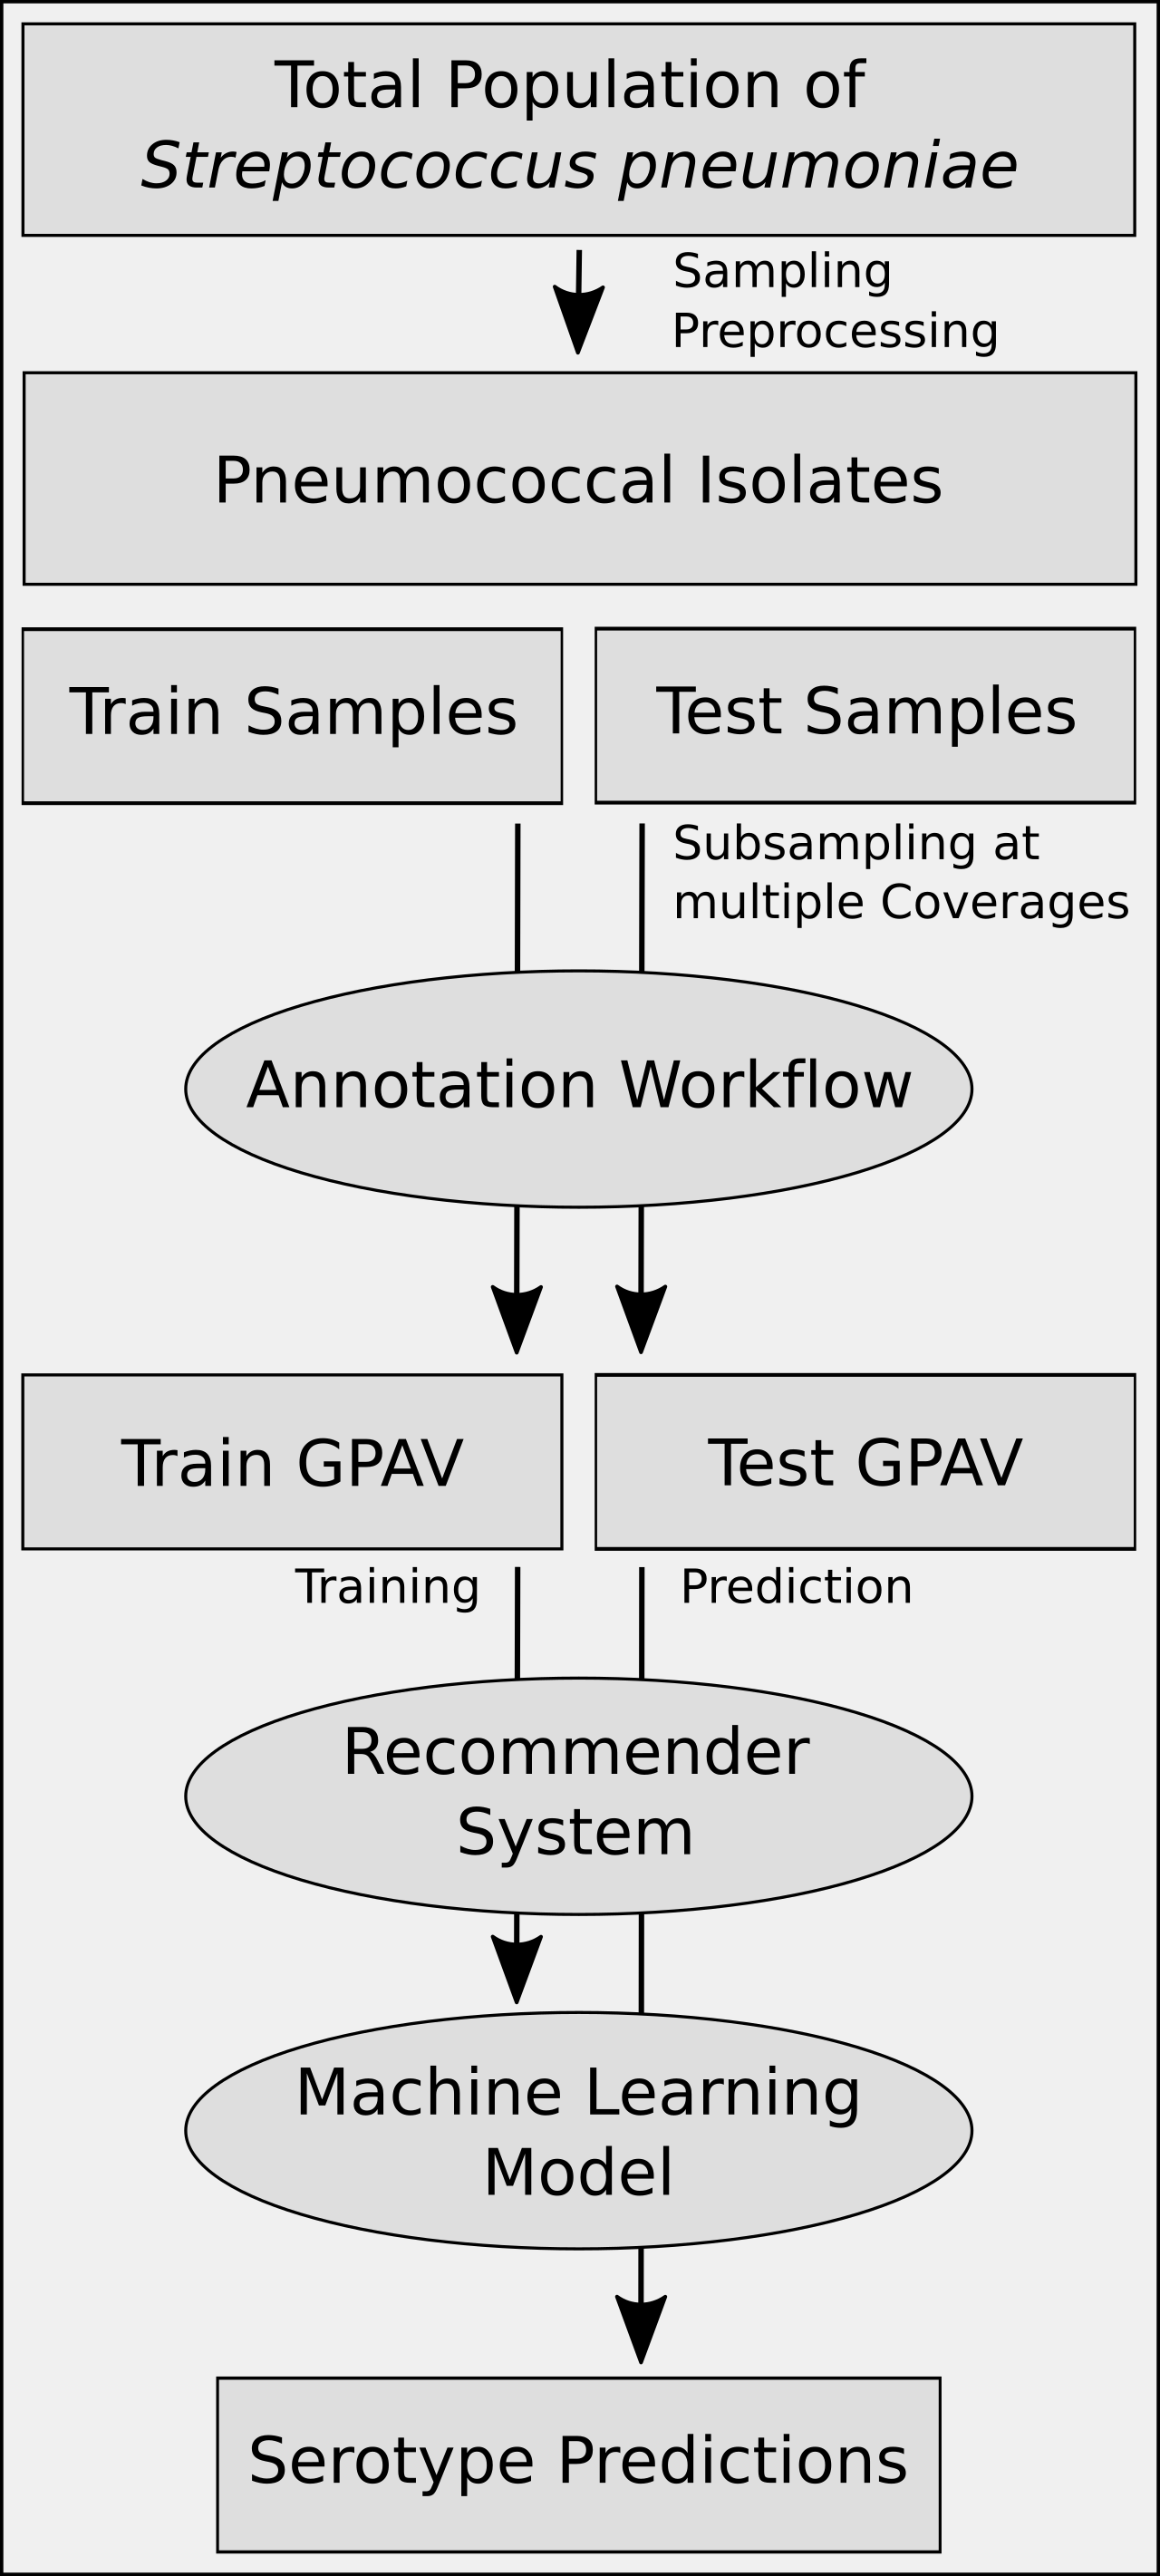 Total Population of
Streptococcus pneumoniae
Sampling
Preprocessing
Pneumococcal Isolates
Train Samples
Test Samples
Subsampling at
multiple Coverages
Annotation Workflow
Train GPAV
Test GPAV
Training
Prediction
Recommender
System
Machine Learning
Model
Serotype Predictions